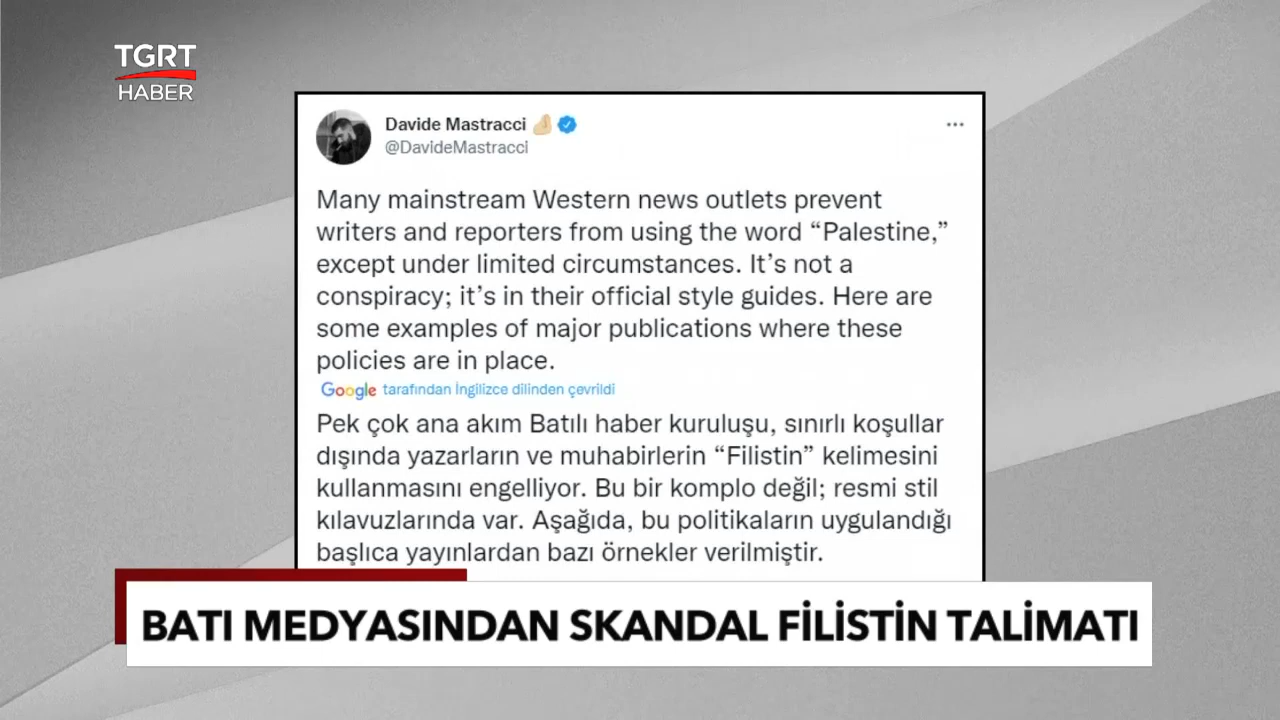 TGRT
HABER
Davide Mastracci
@DavideMastracci
Many mainstream Western news outlets prevent
writers and reporters from using the word “Palestine,”
except under limited circumstances. It’s not a
conspiracy; it’s in their official style guides. Here are
some examples of major publications where these
policies are in place.
Google tarafından İngilizce dilinden çevrildi
Pek çok ana akım Batılı haber kuruluşu, sınırlı koşullar
dışında yazarların ve muhabirlerin “Filistin” kelimesini
kullanmasını engelliyor. Bu bir komplo değil; resmi stil
kılavuzlarında var. Aşağıda, bu politikaların uygulandığı
başlıca yayınlardan bazı örnekler verilmiştir.
BATI MEDYASINDAN SKANDAL FİLİSTİN TALİMATI